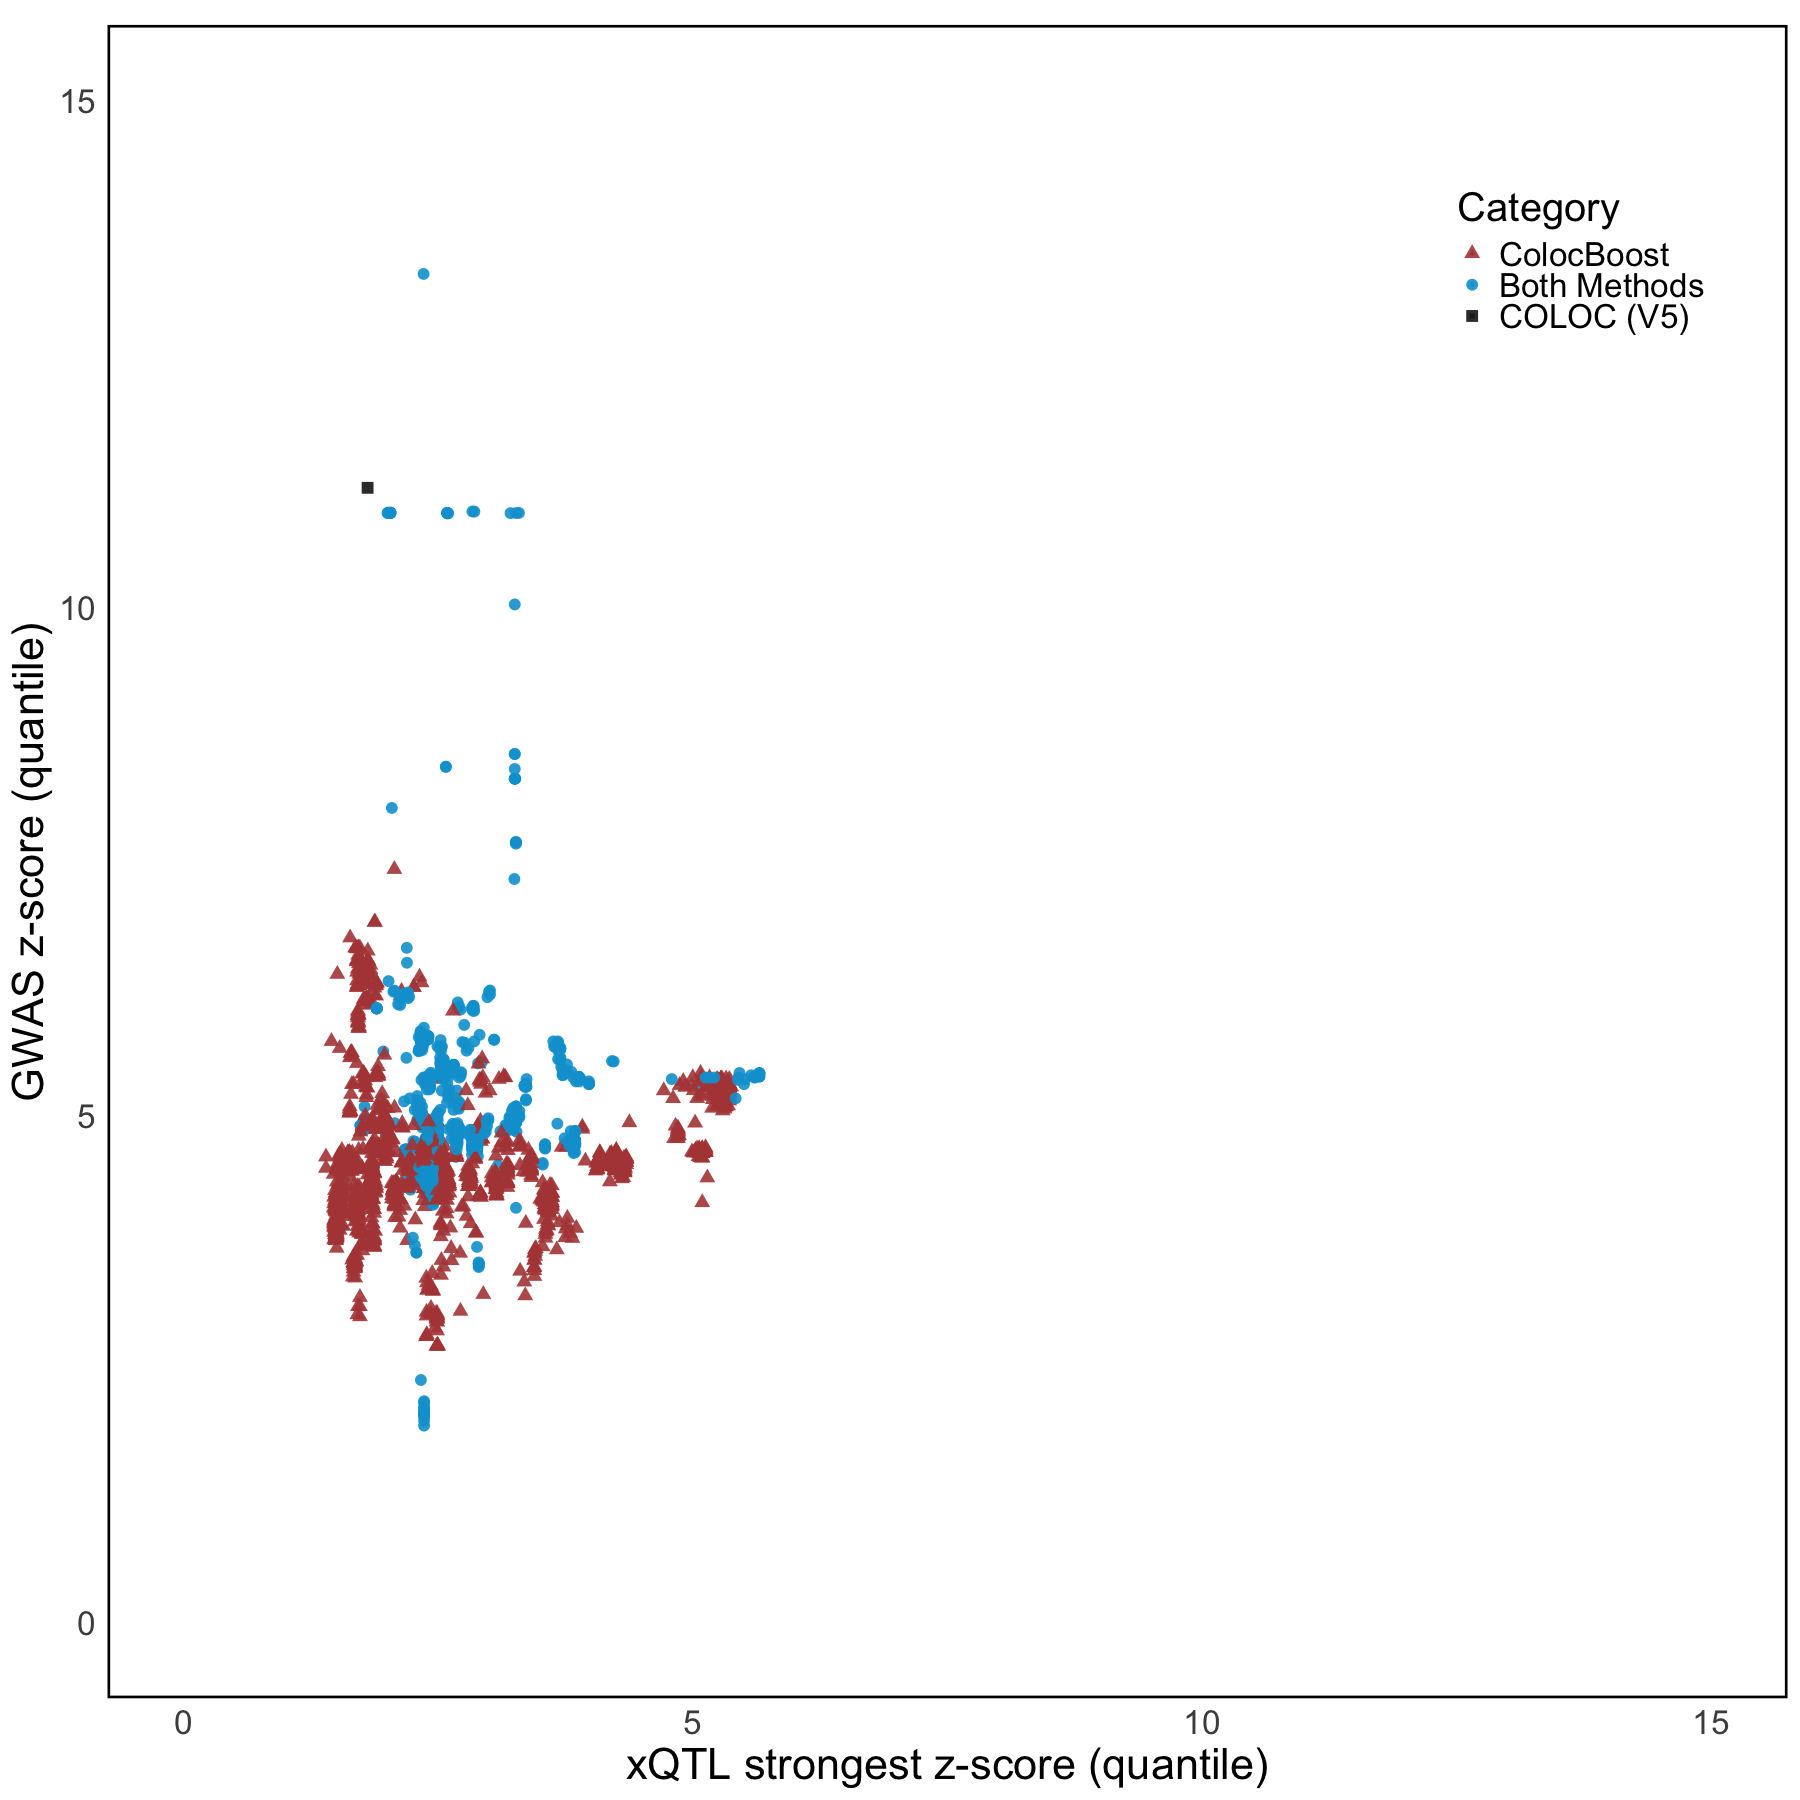 GWAS z-score (quantile)
15
10
5
0
Category
ColocBoost
Both Methods
COLOC (V5)
0
5
10
15
xQTL strongest z-score (quantile)